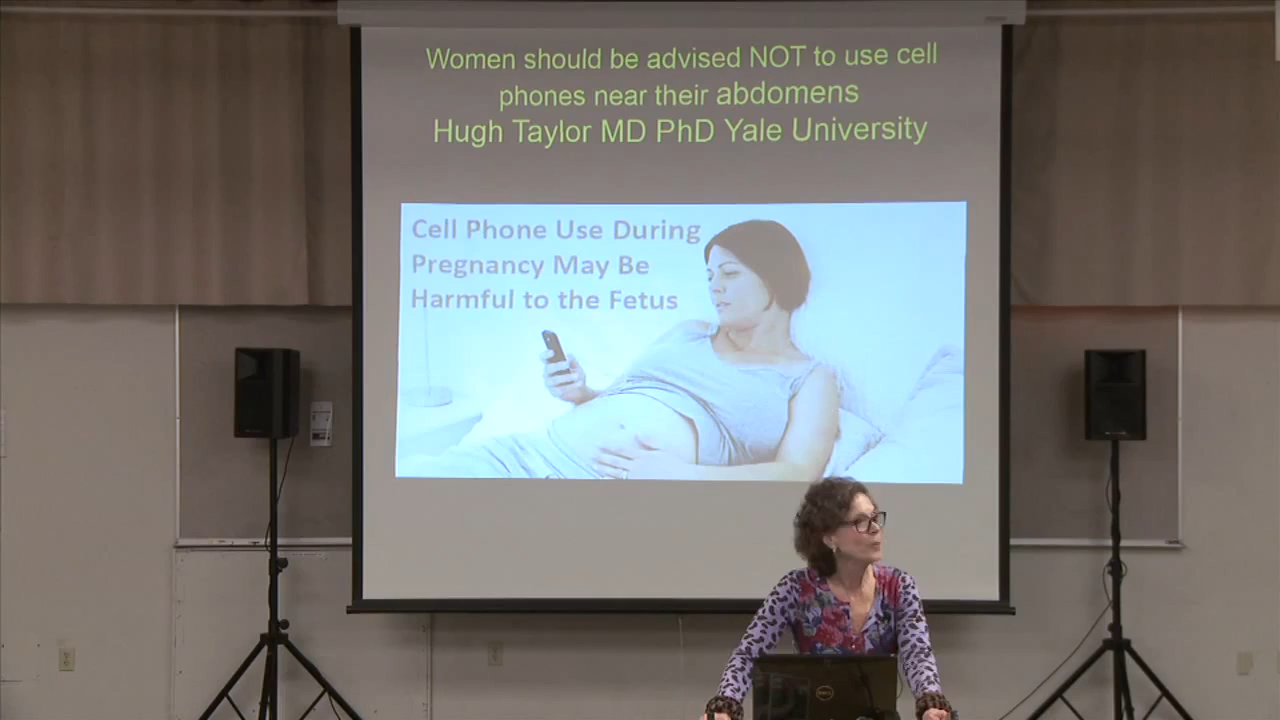 Women should be advised NOT to use cell
phones near their abdomens
Hugh Taylor MD PhD Yale University
Cell Phone Use During
Pregnancy May Be
Harmful to the Fetus
DELL